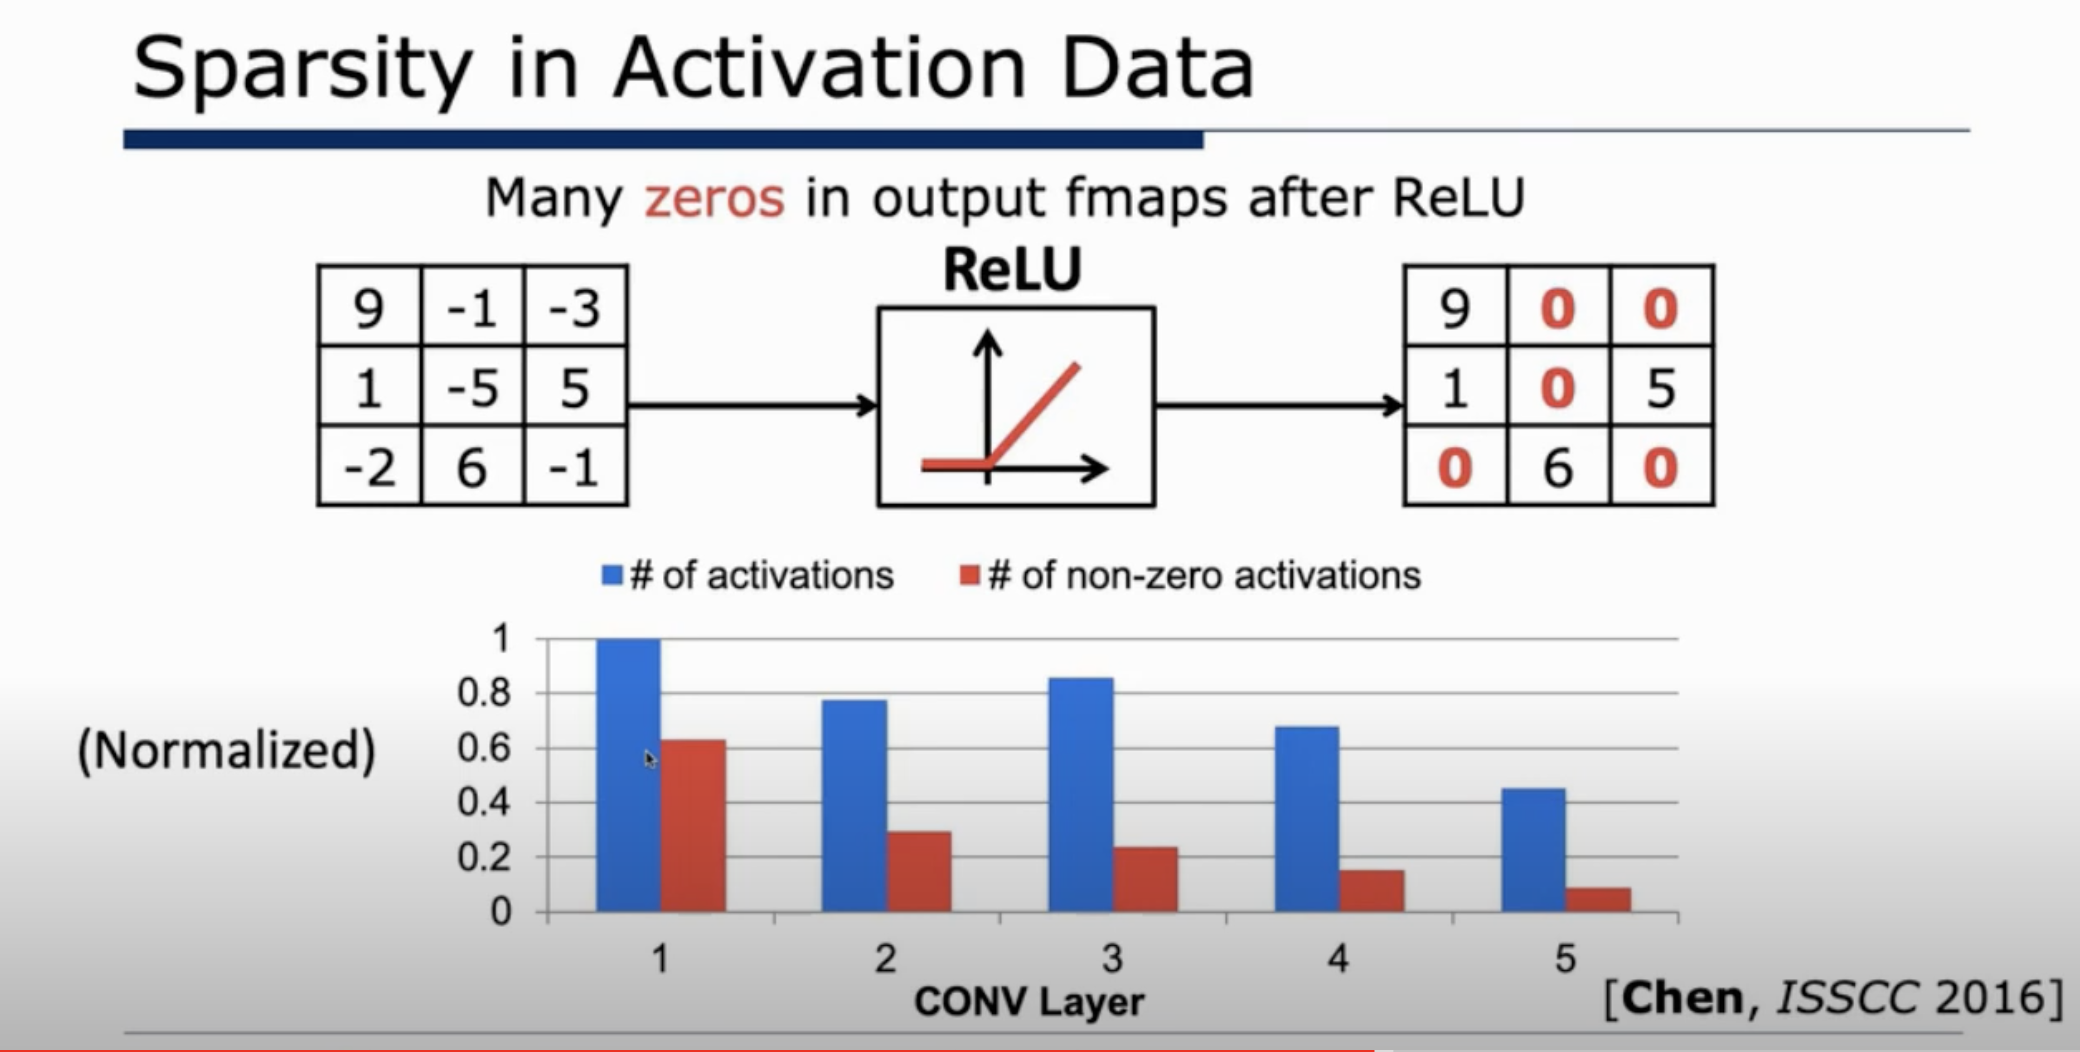 Sparsity in Activation Data
Many zeros in output fmaps after ReLU
ReLU
9 -1 -3
1 -5 5
-2 6 -1
9 0 0
1 0 5
0 6 0
# of activations # of non-zero activations
(Normalized)
1
0.8
0.6
0.4
0.2
0
1 2 3 4 5
CONV Layer
[Chen, ISSCC 2016]